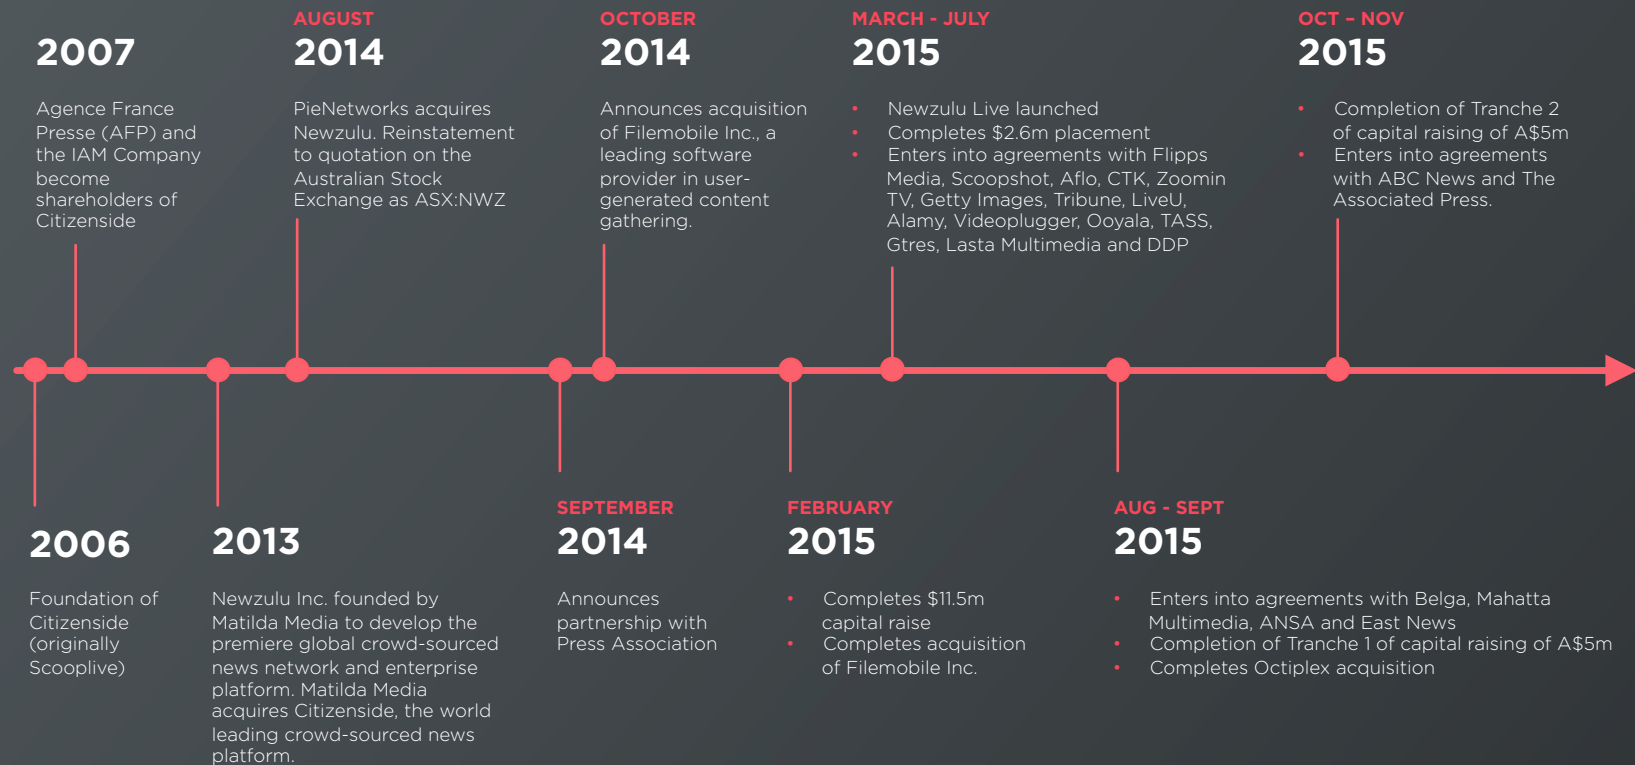 2007
Agence France
Presse (AFP) and
the IAM Company
become
shareholders of
Citizenside
AUGUST
2014
PieNetworks acquires
Newzulu. Reinstatement
to quotation on the
Australian Stock
Exchange as ASX:NWZ
OCTOBER
2014
Announces acquisition
of Filemobile Inc., a
leading software
provider in user-
generated content
gathering.
MARCH - JULY
2015
• Newzulu Live launched
• Completes $2.6m placement
• Enters into agreements with Flipps
Media, Scoopshot, Aflo, CTK, Zoomin
TV, Getty Images, Tribune, LiveU,
Alamy, Videoplugger, Ooyala, TASS,
Gtres, Lasta Multimedia and DDP
OCT – NOV
2015
• Completion of Tranche 2
of capital raising of A$5m
• Enters into agreements
with ABC News and The
Associated Press.
2006
Foundation of
Citizenside
(originally
Scooplive)
2013
Newzulu Inc. founded by
Matilda Media to develop the
premiere global crowd-sourced
news network and enterprise
platform. Matilda Media
acquires Citizenside, the world
leading crowd-sourced news
platform.
SEPTEMBER
2014
Announces
partnership with
Press Association
FEBRUARY
2015
• Completes $11.5m
capital raise
• Completes acquisition
of Filemobile Inc.
AUG - SEPT
2015
• Enters into agreements with Belga, Mahatta
Multimedia, ANSA and East News
• Completion of Tranche 1 of capital raising of A$5m
• Completes Octiplex acquisition